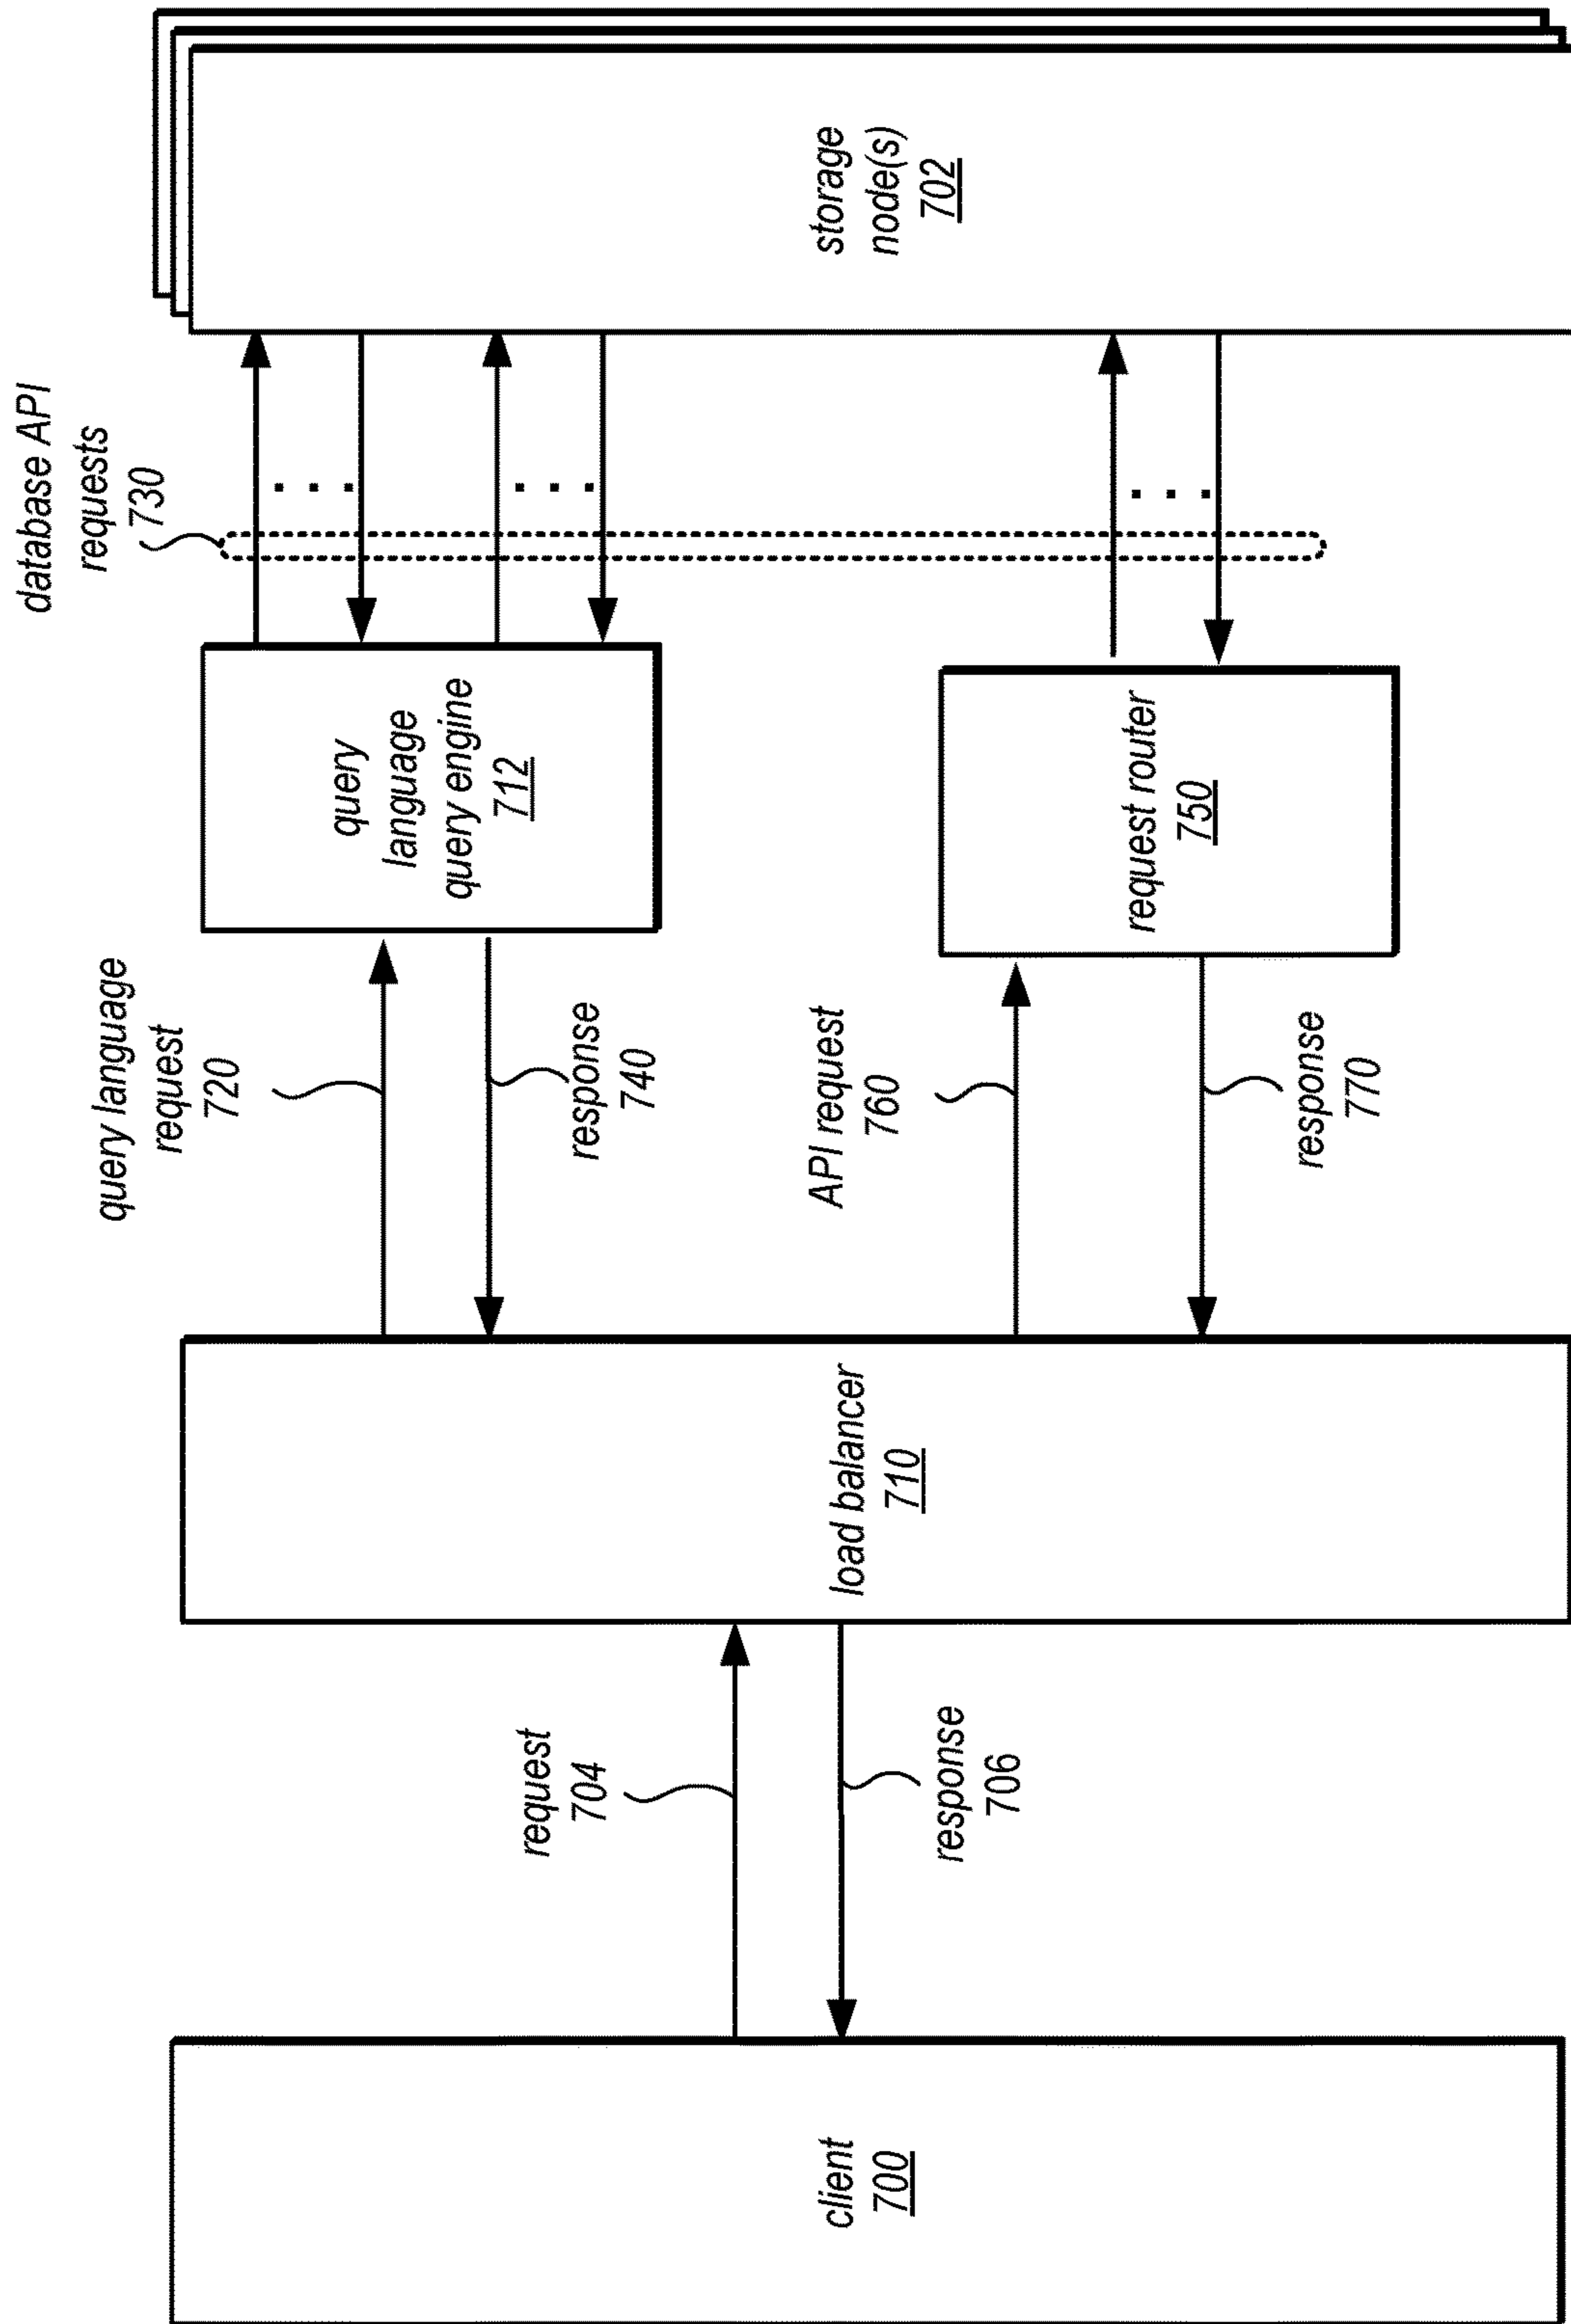 client
700
request
704
response
706
load balancer
710
query language
request
720
response
740
API request
760
response
770
query
language
query engine
712
request router
750
database API
requests
730
storage
node(s)
702